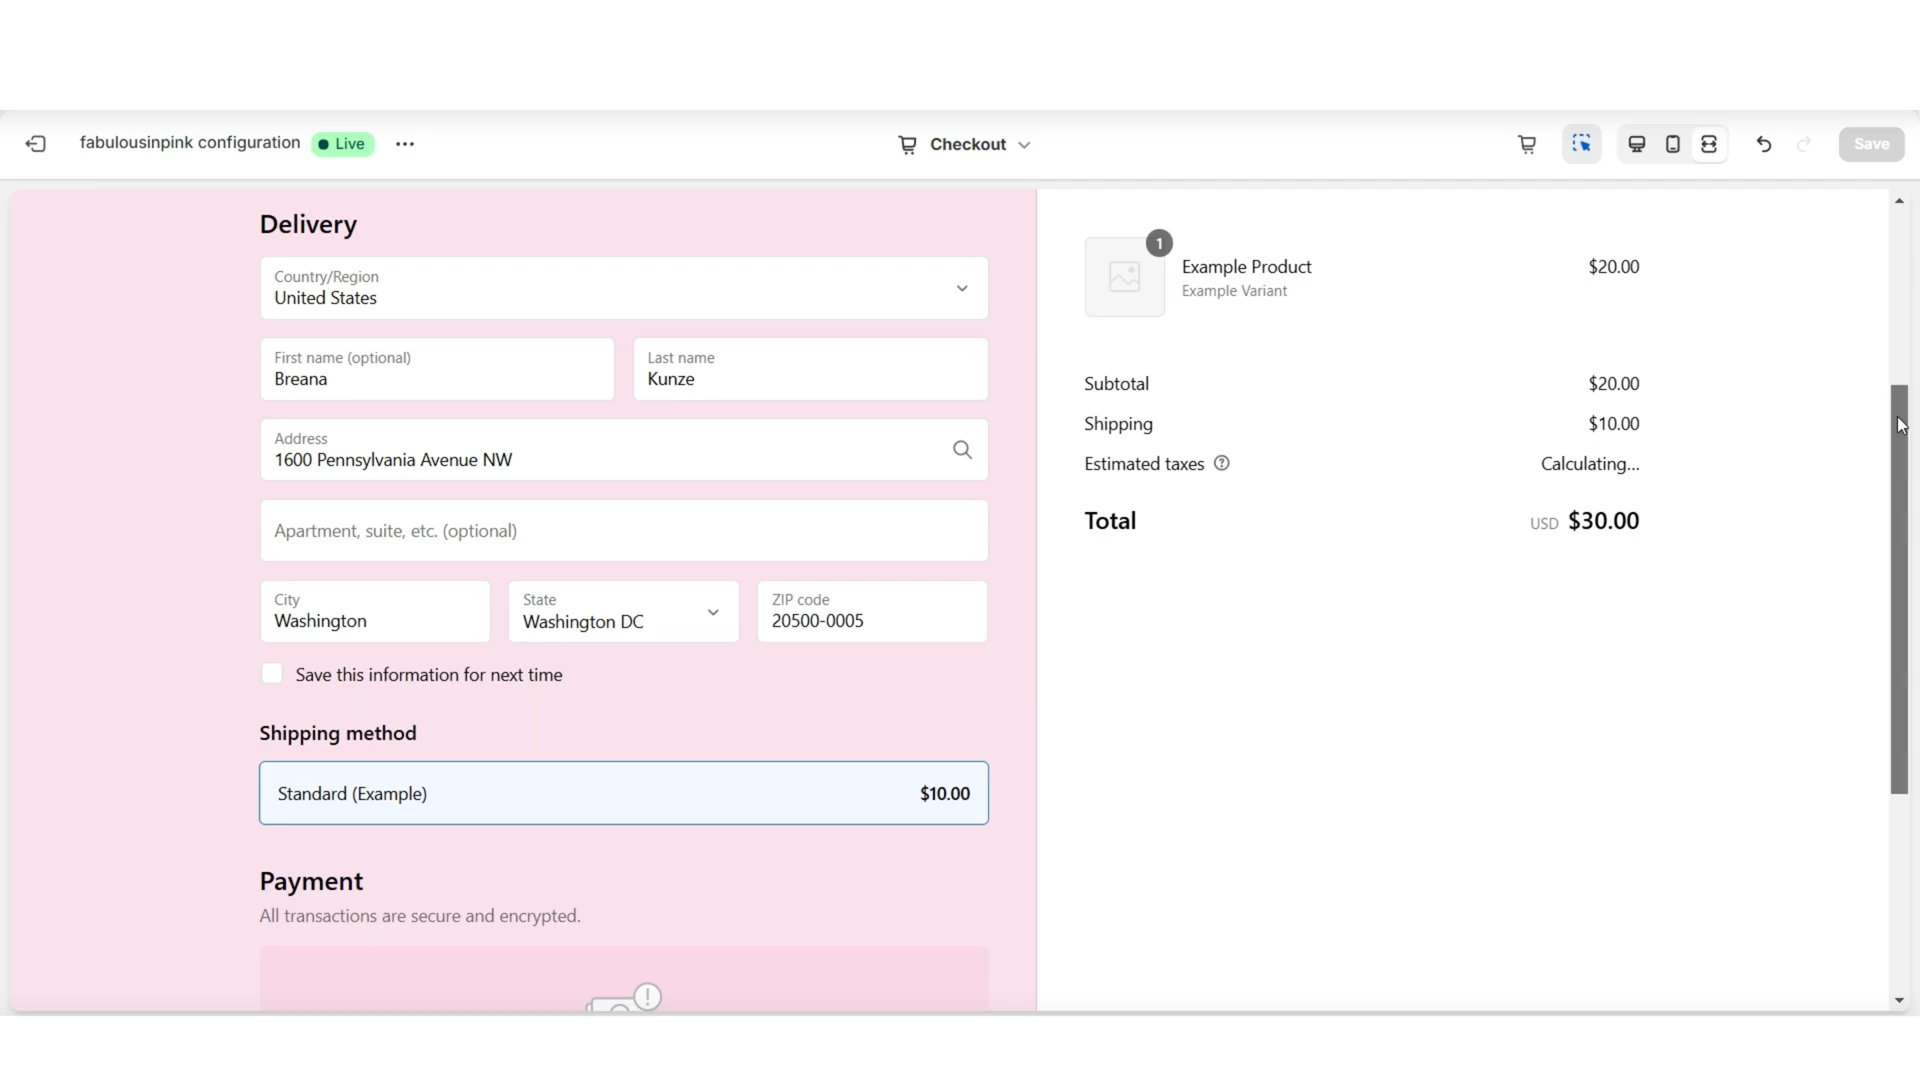 fabulousinpink configuration Live
Checkout
Save
Delivery
Country/Region
United States
First name (optional)
Breana
Last name
Kunze
Address
1600 Pennsylvania Avenue NW
Apartment, suite, etc. (optional)
City
Washington
State
Washington DC
ZIP code
20500-0005
Save this information for next time
Shipping method
Standard (Example) $10.00
Payment
All transactions are secure and encrypted.
1
Example Product $20.00
Example Variant
Subtotal $20.00
Shipping $10.00
Estimated taxes Calculating...
Total USD $30.00